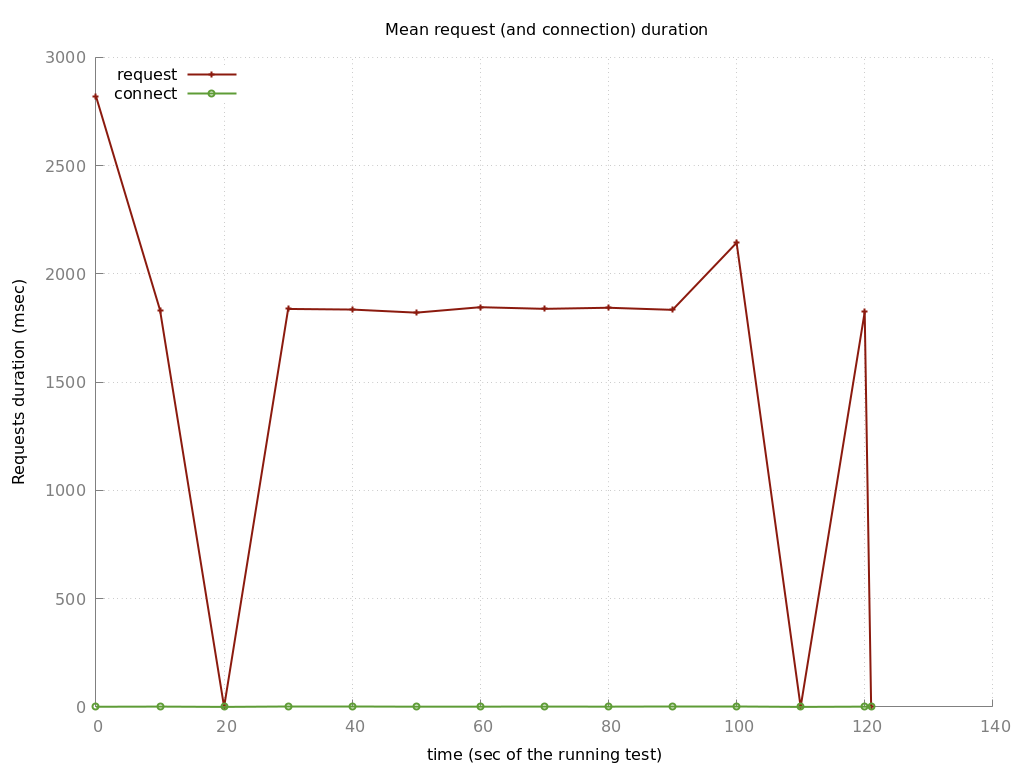 Mean request (and connection) duration
3000
request
connect
2500
2000
1500
1000
500
0
Requests duration (msec)
0 20 40 60 80 100 120 140
time (sec of the running test)